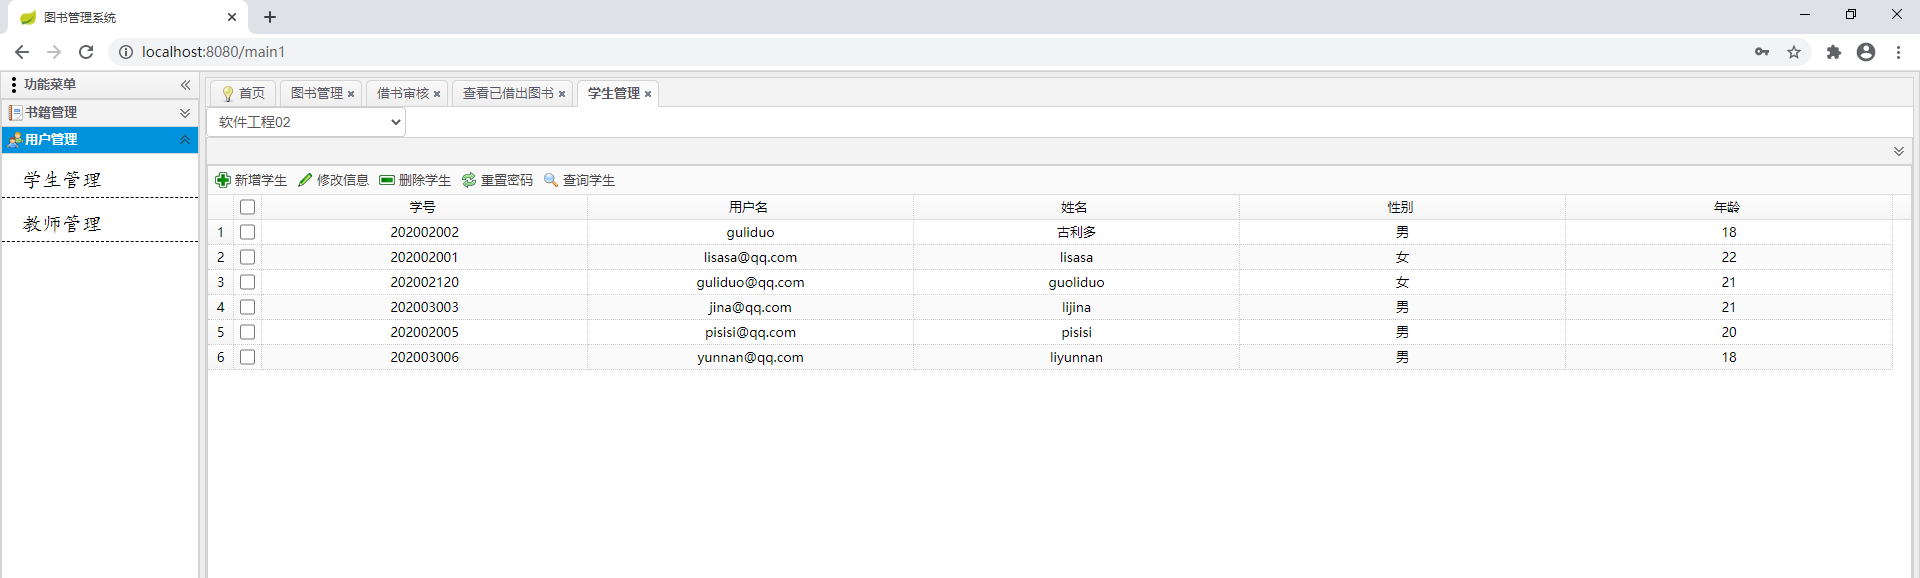 图书管理系统
localhost:8080/main1
功能菜单
书籍管理
用户管理
学生管理
教师管理
首页 图书管理 借书审核 查看已借出图书 学生管理
软件工程02
新增学生 修改信息 删除学生 重置密码 查询学生
学号 用户名 姓名 性别 年龄
1 202002002 guliduo 古利多 男 18
2 202002001 lisasa@qq.com lisasa 女 22
3 202002120 guliduo@qq.com guoliduo 女 21
4 202003003 jina@qq.com lijina 男 21
5 202002005 pisisi@qq.com pisisi 男 20
6 202003006 yunnan@qq.com liyunnan 男 18